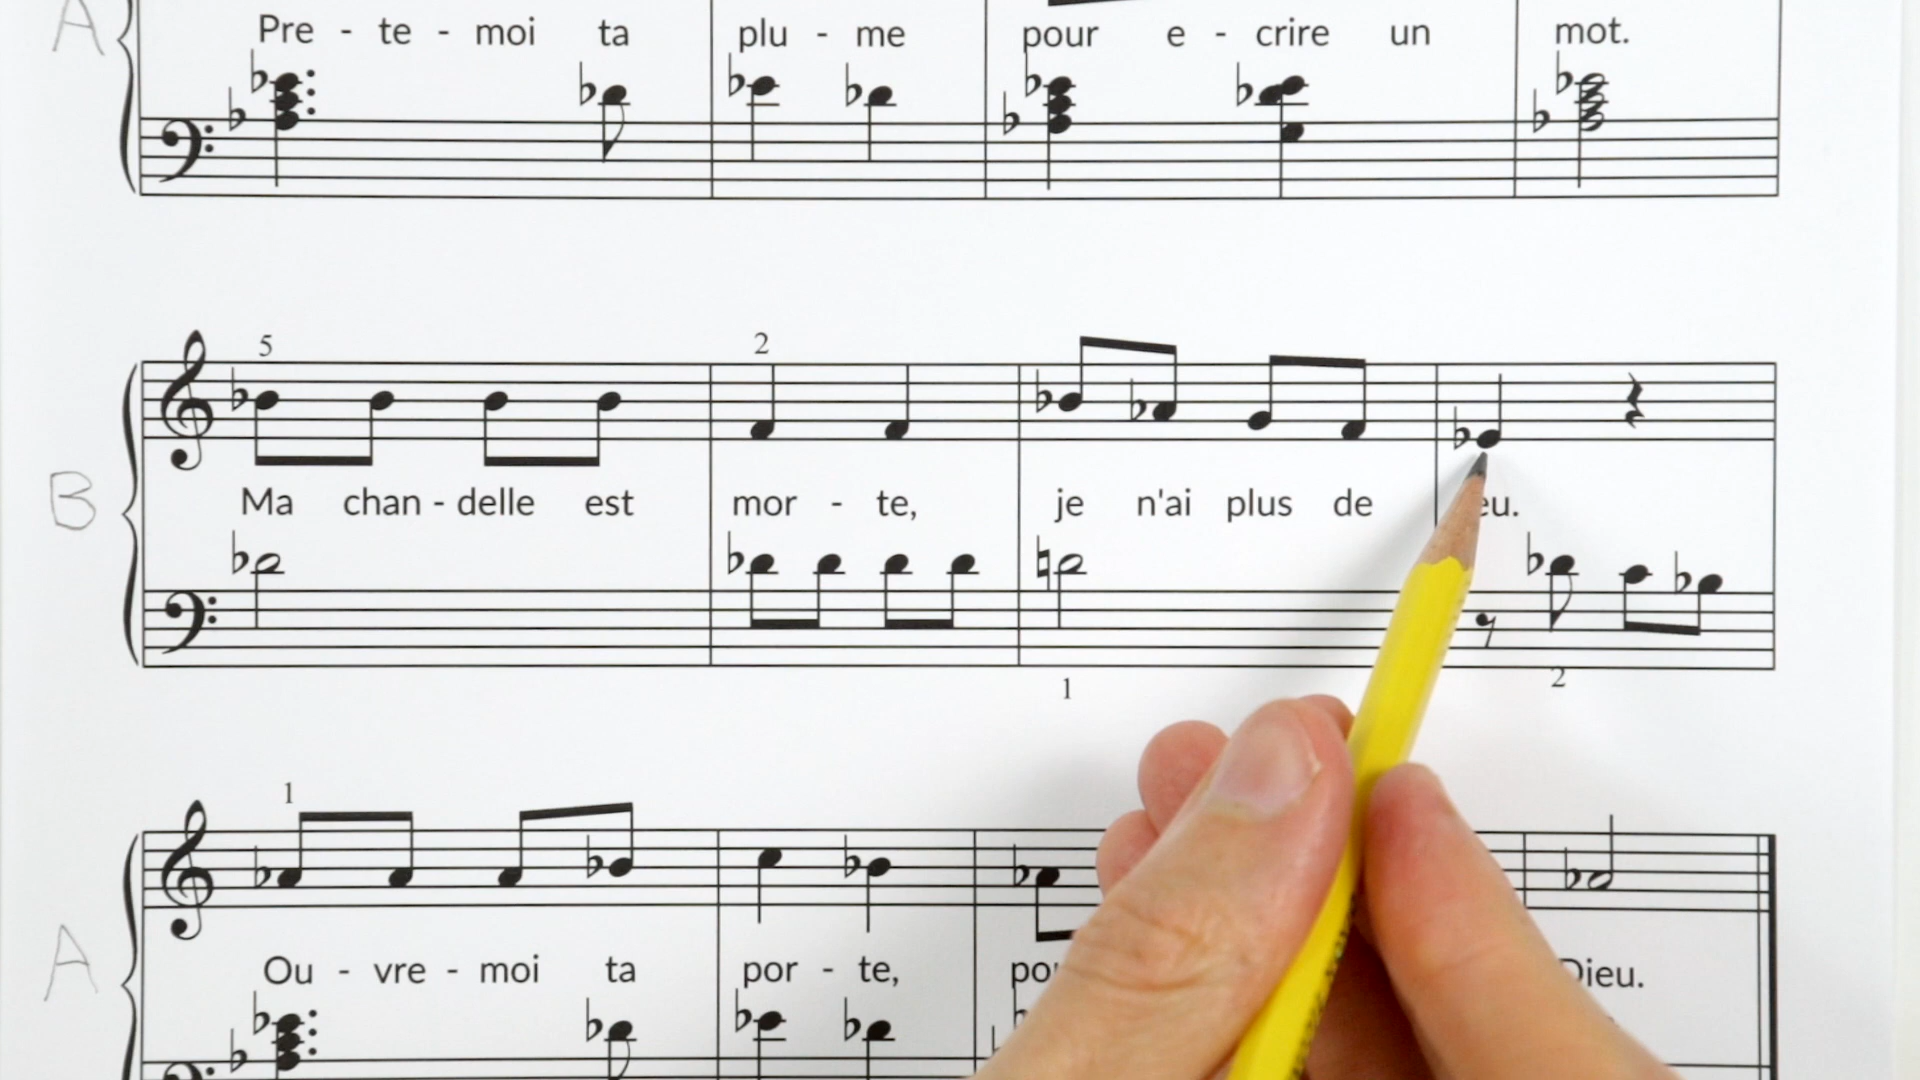 A
Pre - te - moi ta plu - me pour e - crire un mot.
5 2
B
Ma chan - delle est mor - te, je n'ai plus de eu.
1 2
1
A
Ou - vre - moi ta por - te, Dieu.